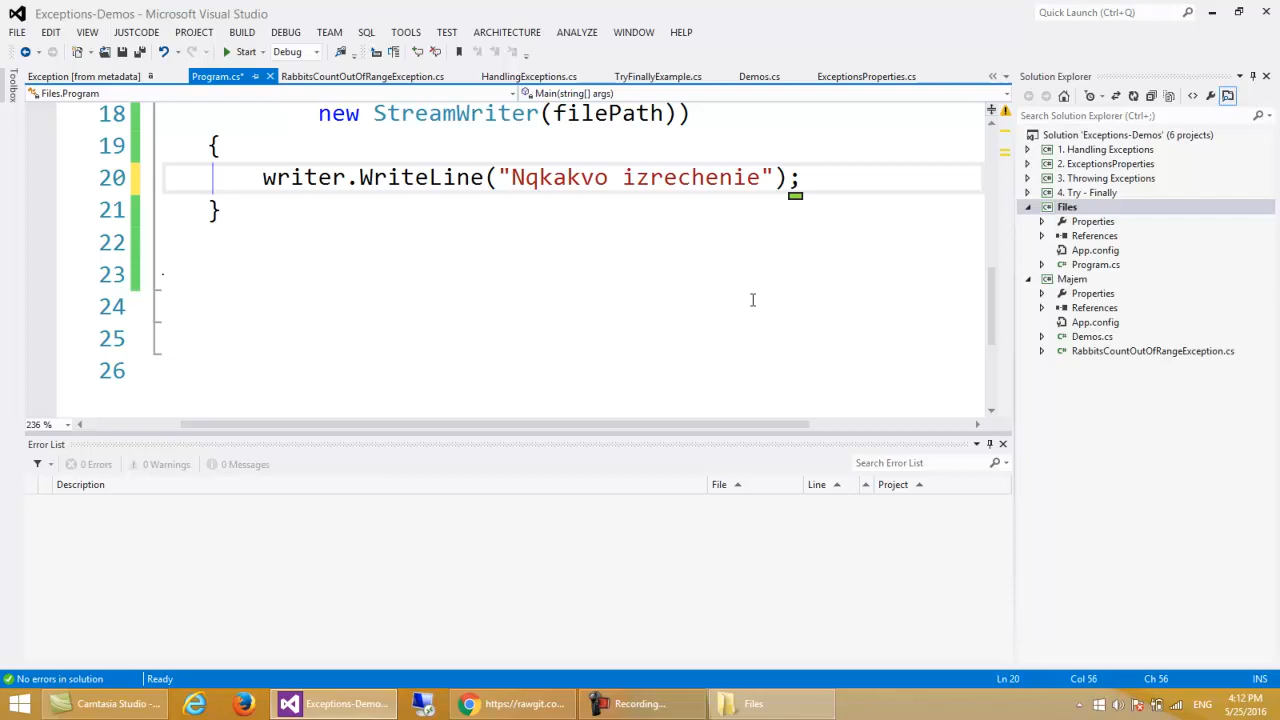 Exceptions-Demos - Microsoft Visual Studio
Quick Launch (Ctrl+Q)
FILE EDIT VIEW JUSTCODE PROJECT BUILD DEBUG TEAM SQL TOOLS TEST ARCHITECTURE ANALYZE WINDOW HELP
Start Debug
Toolbox
Exception [from metadata] Program.cs* RabbitsCountOutOfRangeException.cs HandlingExceptions.cs TryFinallyExample.cs Demos.cs ExceptionsProperties.cs
Files.Program Main(string[] args)
18 new StreamWriter(filePath))
19 {
20 writer.WriteLine("Nqkakvo izrechenie");
21 }
22
23
24
25
26
236 %
Error List
0 Errors 0 Warnings 0 Messages Search Error List
Description File Line Project
Solution Explorer
Search Solution Explorer (Ctrl+;)
Solution 'Exceptions-Demos' (6 projects)
1. Handling Exceptions
2. ExceptionsProperties
3. Throwing Exceptions
4. Try - Finally
Files
Properties
References
App.config
Program.cs
Majem
Properties
References
App.config
Demos.cs
RabbitsCountOutOfRangeException.cs
No errors in solution Ready Ln 20 Col 56 Ch 56 INS
Camtasia Studio -... Exceptions-Demo... https://rawgit.co... Recording... Files ENG
4:12 PM
5/25/2016